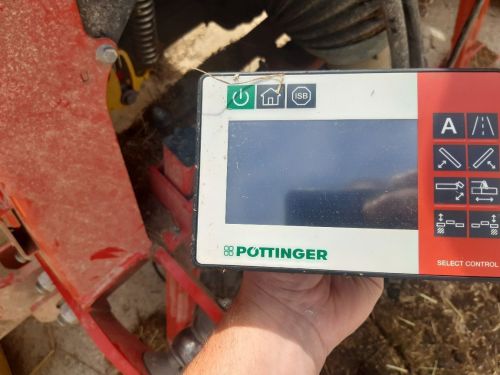 ISB
A
PÖTTINGER
SELECT CONTROL